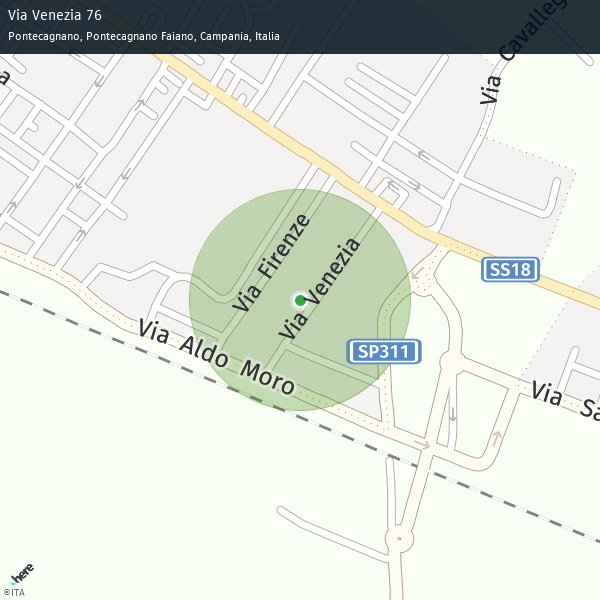 Via Venezia 76
Pontecagnano, Pontecagnano Faiano, Campania, Italia
Via Cavalleg
a
Via Firenze
Via Venezia
SS18
Via Aldo Moro
SP311
Via Sa
here
©ITA